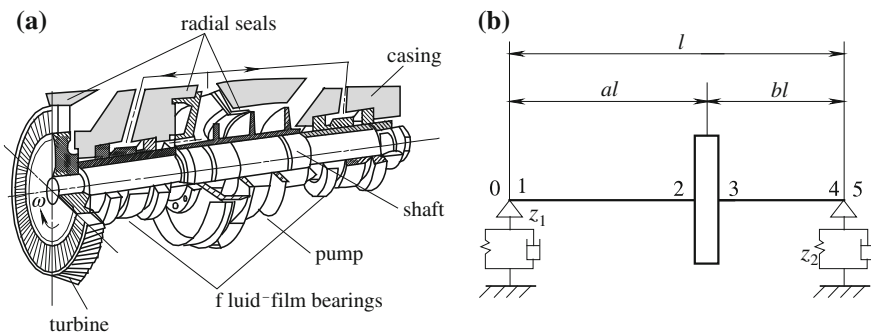 (a)
radial seals
casing
ω
shaft
pump
f luid-film bearings
turbine
(b)
l
al
bl
0 1 2 3 4 5
z1
z2